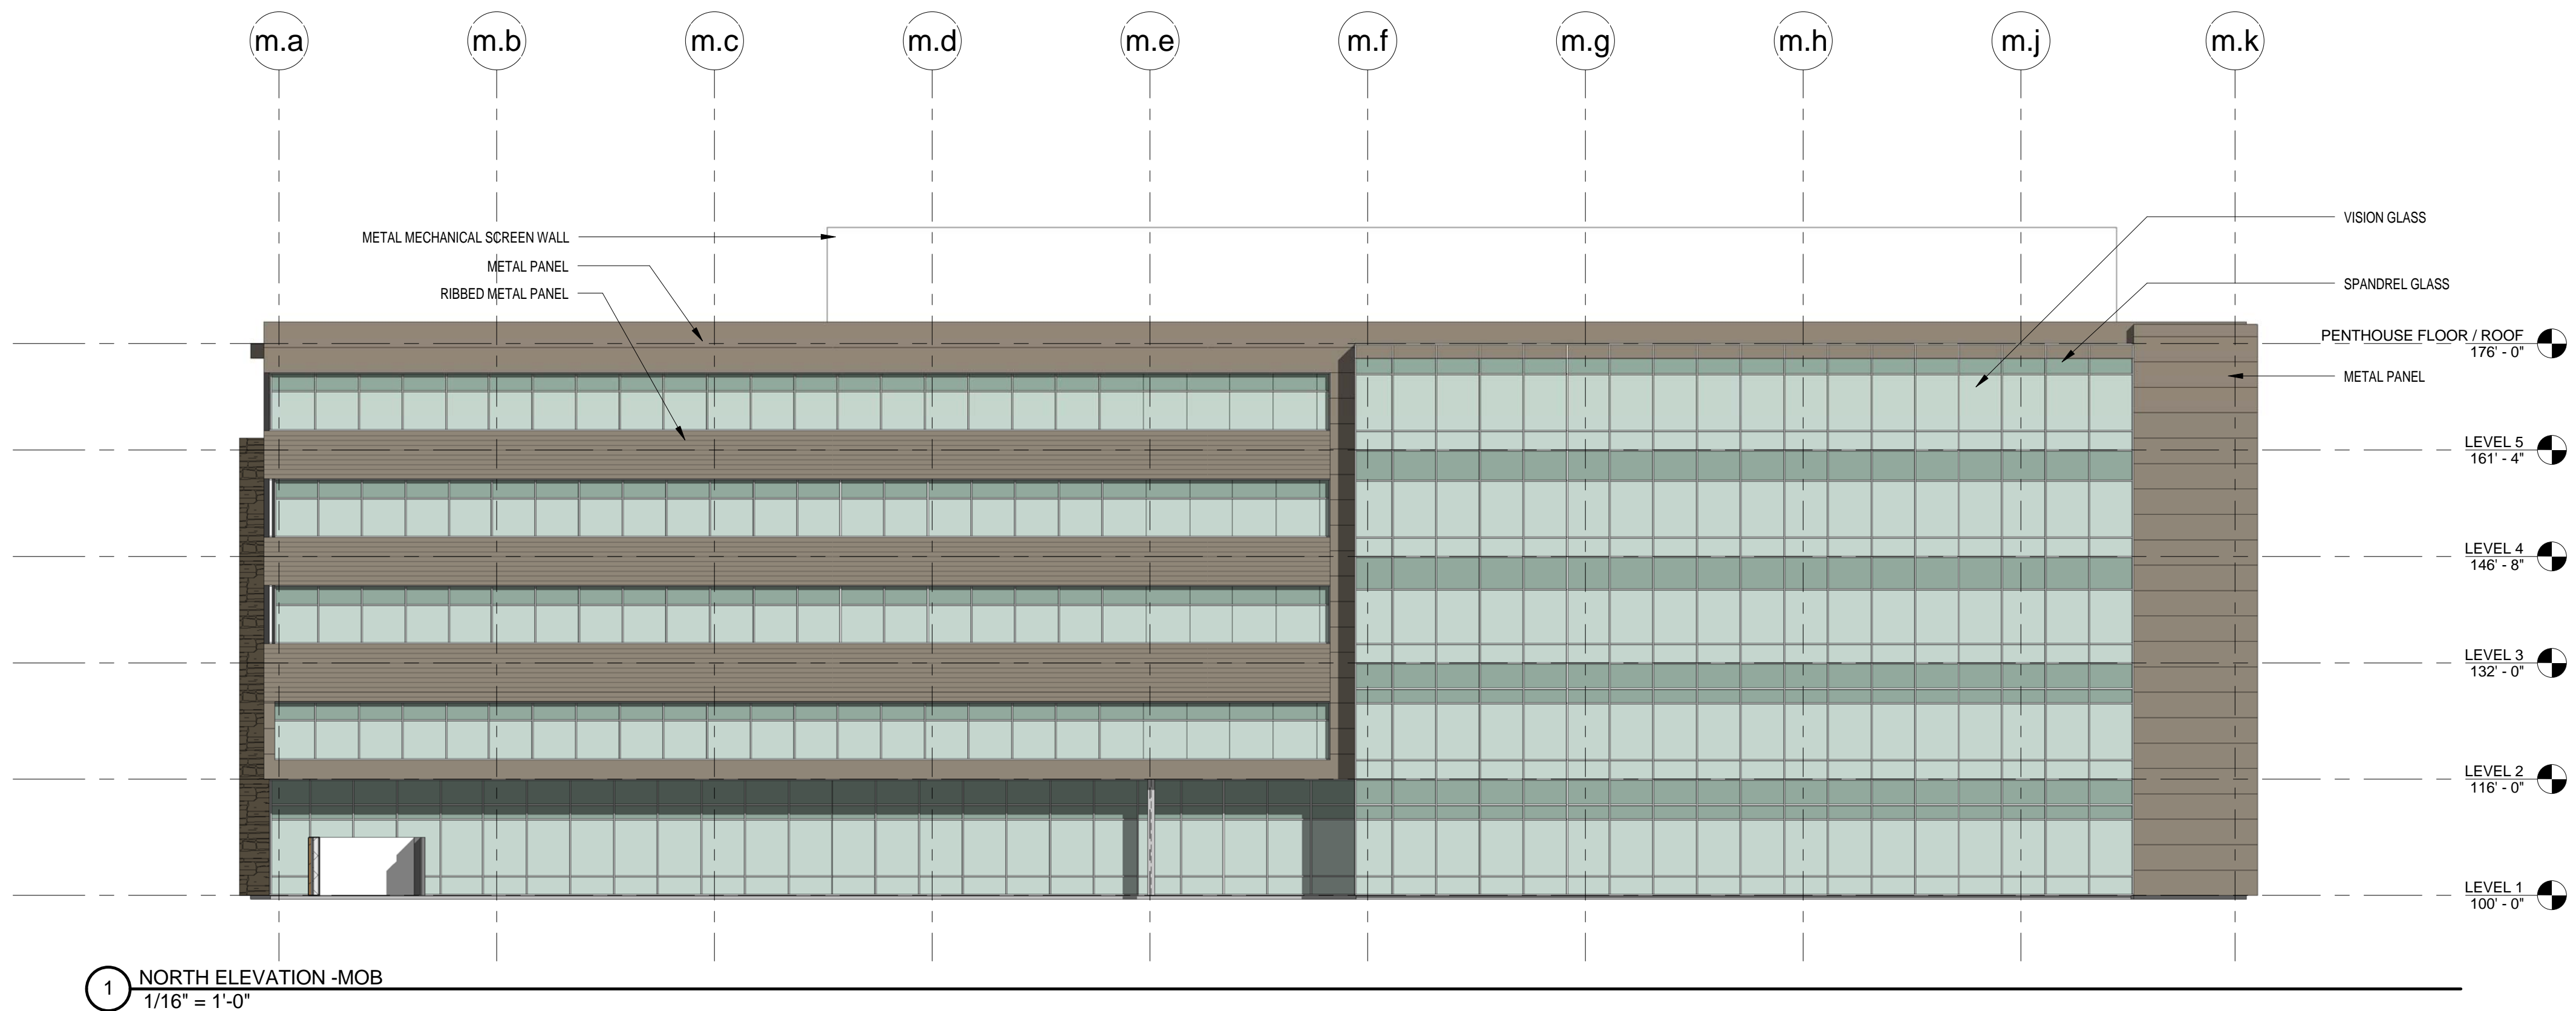 m.a
m.b
m.c
m.d
m.e
m.f
m.g
m.h
m.j
m.k
METAL MECHANICAL SCREEN WALL
METAL PANEL
RIBBED METAL PANEL
VISION GLASS
SPANDREL GLASS
PENTHOUSE FLOOR / ROOF
176' - 0"
METAL PANEL
LEVEL 5
161' - 4"
LEVEL 4
146' - 8"
LEVEL 3
132' - 0"
LEVEL 2
116' - 0"
LEVEL 1
100' - 0"
1
NORTH ELEVATION -MOB
1/16" = 1'-0"